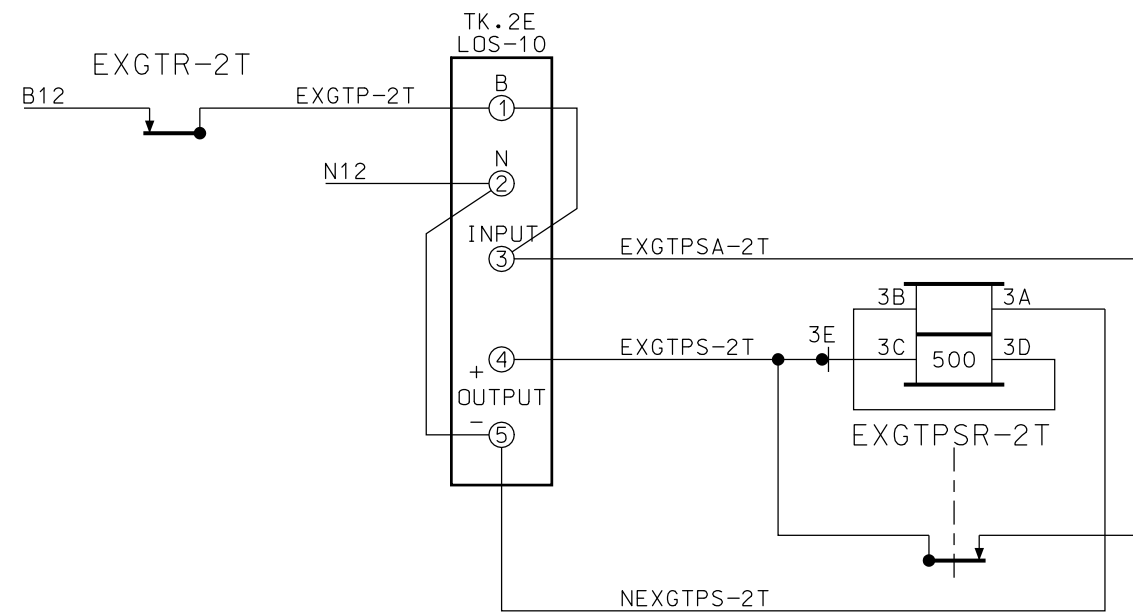 TK.2E
LOS-10
EXGTR-2T
B12
EXGTP-2T
B
1
N12
N
2
INPUT
3
EXGTPSA-2T
3B
3A
EXGTPS-2T
3E
3C
500
3D
4
+
OUTPUT
-
5
EXGTPSR-2T
NEXGTPS-2T